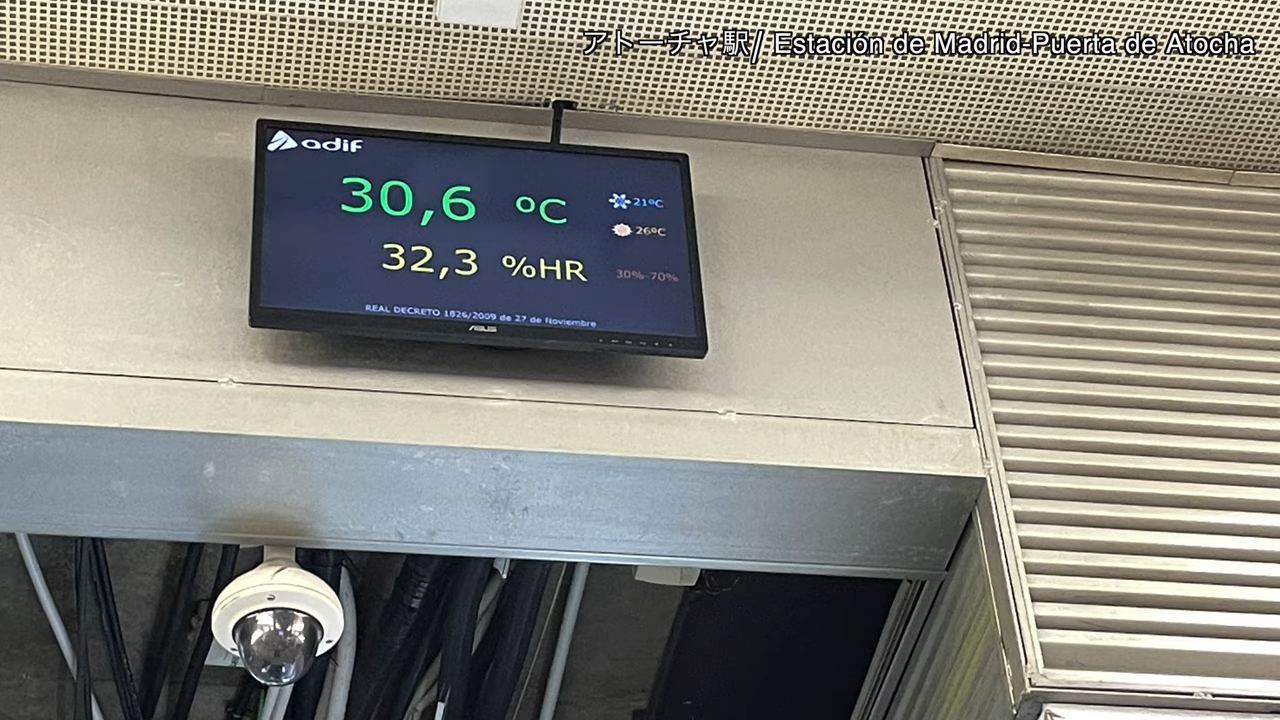 アトーチャ駅/ Estación de Madrid-Puerta de Atocha
adif
30,6 ºC
21ºC
26ºC
32,3 %HR
30%-70%
REAL DECRETO 1826/2009 de 27 de Noviembre
ASUS